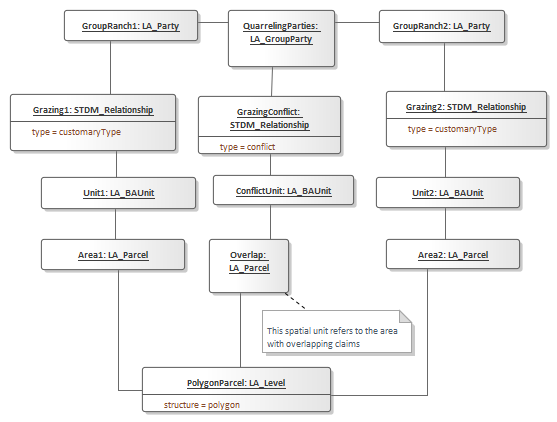 GroupRanch1: LA_Party
QuarrelingParties:
LA_GroupParty
GroupRanch2: LA_Party
Grazing1: STDM_Relationship
type = customaryType
GrazingConflict:
STDM_Relationship
type = conflict
Grazing2: STDM_Relationship
type = customaryType
Unit1: LA_BAUnit
ConflictUnit: LA_BAUnit
Unit2: LA_BAUnit
Area1: LA_Parcel
Overlap:
LA_Parcel
Area2: LA_Parcel
This spatial unit refers to the area
with overlapping claims
PolygonParcel: LA_Level
structure = polygon